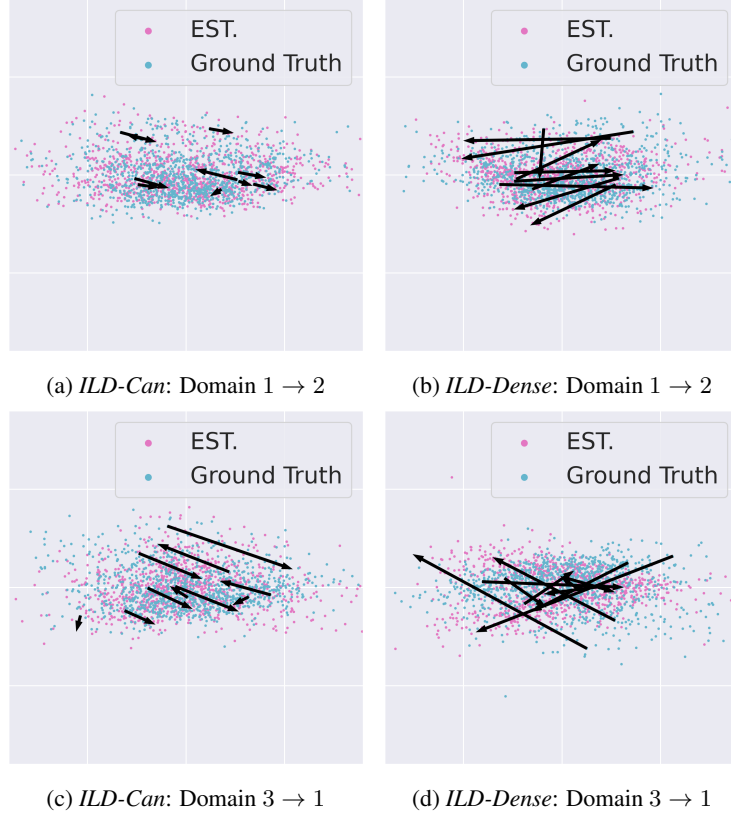 EST.
Ground Truth
EST.
Ground Truth
(a) ILD-Can: Domain 1 → 2
(b) ILD-Dense: Domain 1 → 2
EST.
Ground Truth
EST.
Ground Truth
(c) ILD-Can: Domain 3 → 1
(d) ILD-Dense: Domain 3 → 1